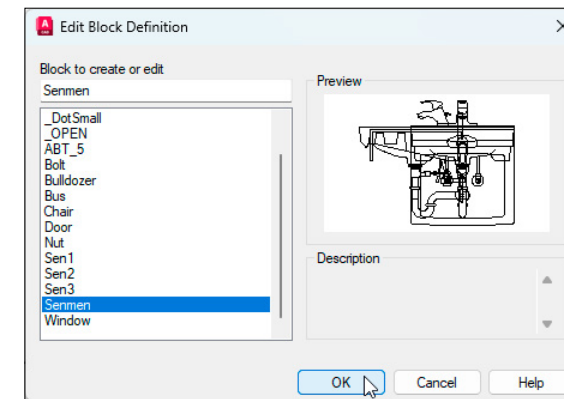 Edit Block Definition
Block to create or edit
Senmen
_DotSmall
_OPEN
ABT_5
Bolt
Bulldozer
Bus
Chair
Door
Nut
Sen1
Sen2
Sen3
Senmen
Window
Preview
Description
OK
Cancel
Help